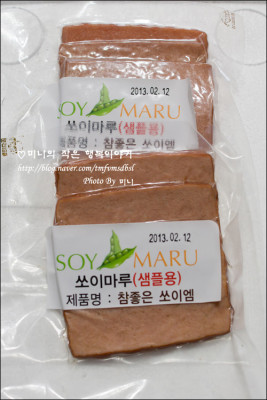 2013.02.12
SOY MARU
쏘이마루(샘플용)
제품명 : 참좋은 쏘이엠
미니의 작은 행복이야기
http://blog.naver.com/tmfvmsdhsl
Photo By 미니
2013.02.12
SOY MARU
쏘이마루(샘플용)
제품명 : 참좋은 쏘이엠